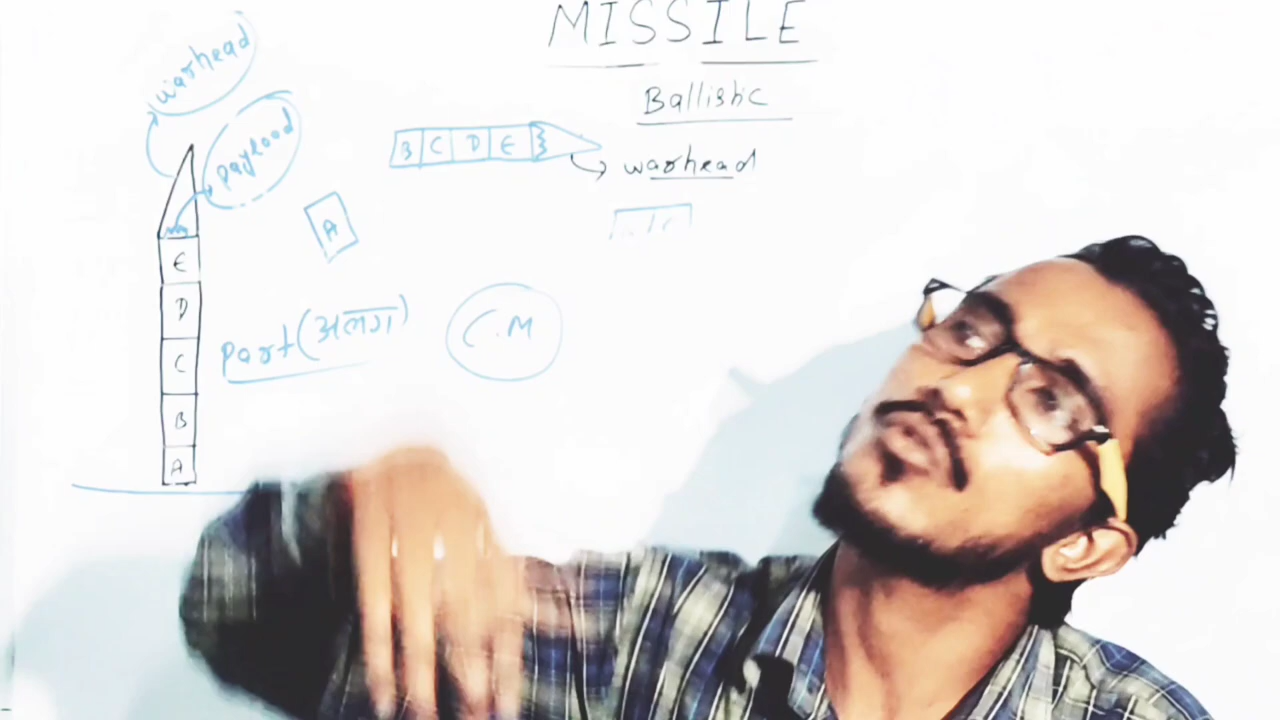 MISSILE
Ballistic
warhead
warhead
payload
B C D E
A
E
D
C
B
A
Part (अलग)
C.M